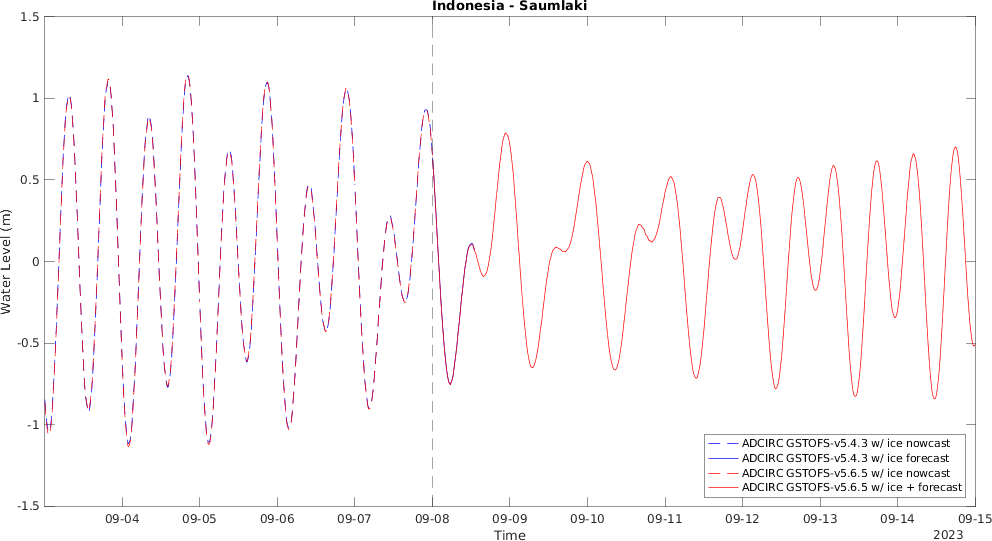 Indonesia - Saumlaki
1.5
1
0.5
0
-0.5
-1
-1.5
Water Level (m)
ADCIRC GSTOFS-v5.4.3 w/ ice nowcast
ADCIRC GSTOFS-v5.4.3 w/ ice forecast
ADCIRC GSTOFS-v5.6.5 w/ ice nowcast
ADCIRC GSTOFS-v5.6.5 w/ ice + forecast
09-04 09-05 09-06 09-07 09-08 09-09 09-10 09-11 09-12 09-13 09-14 09-15
Time
2023